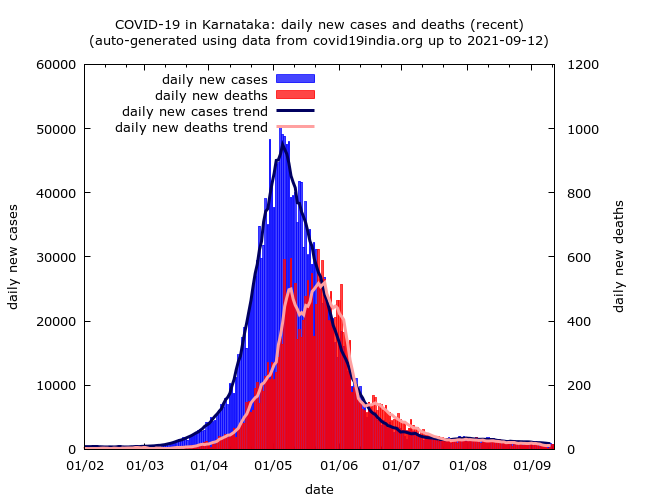 COVID-19 in Karnataka: daily new cases and deaths (recent)
(auto-generated using data from covid19india.org up to 2021-09-12)
60000
50000
40000
30000
20000
10000
0
1200
1000
800
600
400
200
0
daily new cases
daily new deaths
daily new cases trend
daily new deaths trend
daily new cases
daily new deaths
01/02 01/03 01/04 01/05 01/06 01/07 01/08 01/09
date